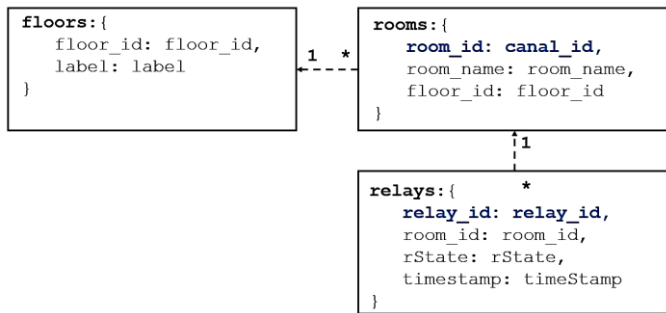 floors:{
floor_id: floor_id,
label: label
}
1 *
rooms:{
room_id: canal_id,
room_name: room_name,
floor_id: floor_id
}
1
*
relays:{
relay_id: relay_id,
room_id: room_id,
rState: rState,
timestamp: timeStamp
}